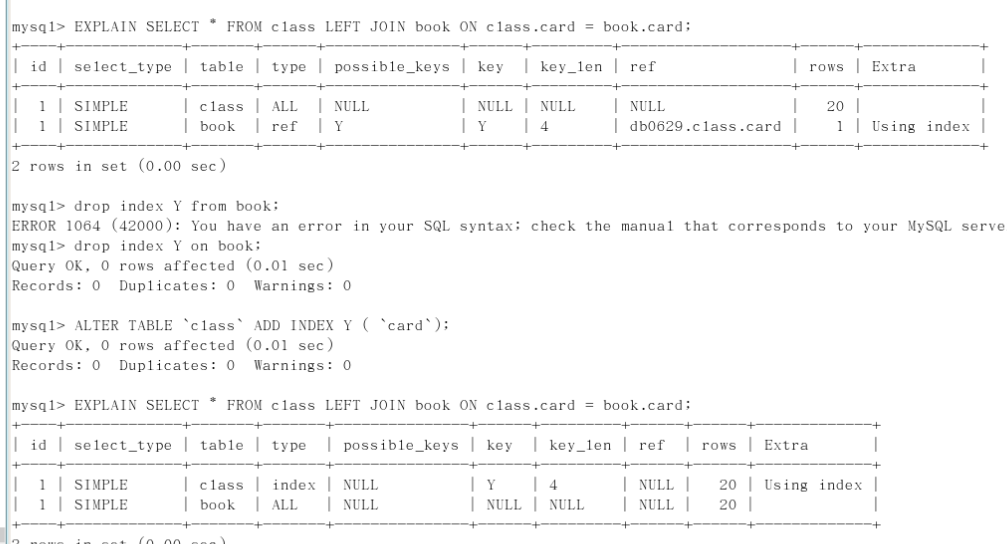 mysql> EXPLAIN SELECT * FROM class LEFT JOIN book ON class.card = book.card;
+----+-------------+-------+------+---------------+------+---------+-------------------+------+-------------+
| id | select_type | table | type | possible_keys | key | key_len | ref | rows | Extra |
+----+-------------+-------+------+---------------+------+---------+-------------------+------+-------------+
| 1 | SIMPLE | class | ALL | NULL | NULL | NULL | NULL | 20 | |
| 1 | SIMPLE | book | ref | Y | Y | 4 | db0629.class.card | 1 | Using index |
+----+-------------+-------+------+---------------+------+---------+-------------------+------+-------------+
2 rows in set (0.00 sec)
mysql> drop index Y from book;
ERROR 1064 (42000): You have an error in your SQL syntax; check the manual that corresponds to your MySQL serve
mysql> drop index Y on book;
Query OK, 0 rows affected (0.01 sec)
Records: 0 Duplicates: 0 Warnings: 0
mysql> ALTER TABLE `class` ADD INDEX Y ( `card`);
Query OK, 0 rows affected (0.01 sec)
Records: 0 Duplicates: 0 Warnings: 0
mysql> EXPLAIN SELECT * FROM class LEFT JOIN book ON class.card = book.card;
+----+-------------+-------+-------+---------------+------+---------+------+------+-------------+
| id | select_type | table | type | possible_keys | key | key_len | ref | rows | Extra |
+----+-------------+-------+-------+---------------+------+---------+------+------+-------------+
| 1 | SIMPLE | class | index | NULL | Y | 4 | NULL | 20 | Using index |
| 1 | SIMPLE | book | ALL | NULL | NULL | NULL | NULL | 20 | |
+----+-------------+-------+-------+---------------+------+---------+------+------+-------------+
2 rows in set (0.00 sec)